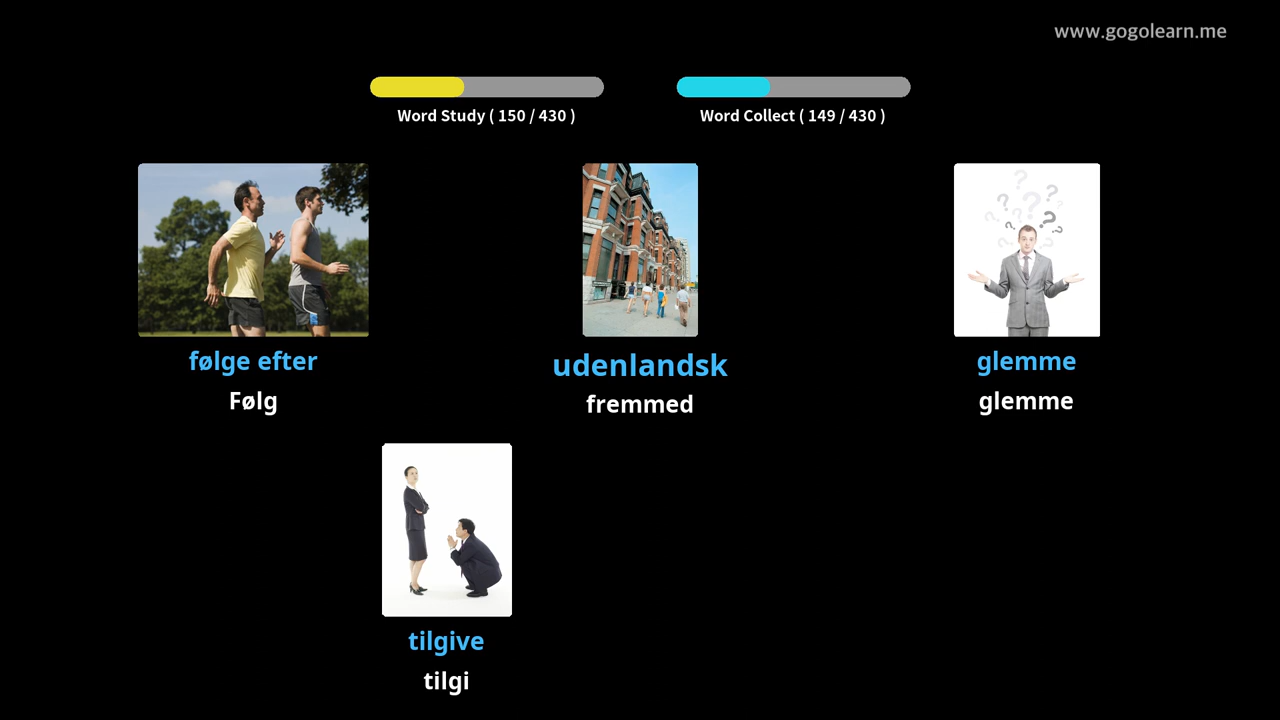 www.gogolearn.me
Word Study ( 150 / 430 )
Word Collect ( 149 / 430 )
følge efter
Følg
udenlandsk
fremmed
glemme
glemme
tilgive
tilgi